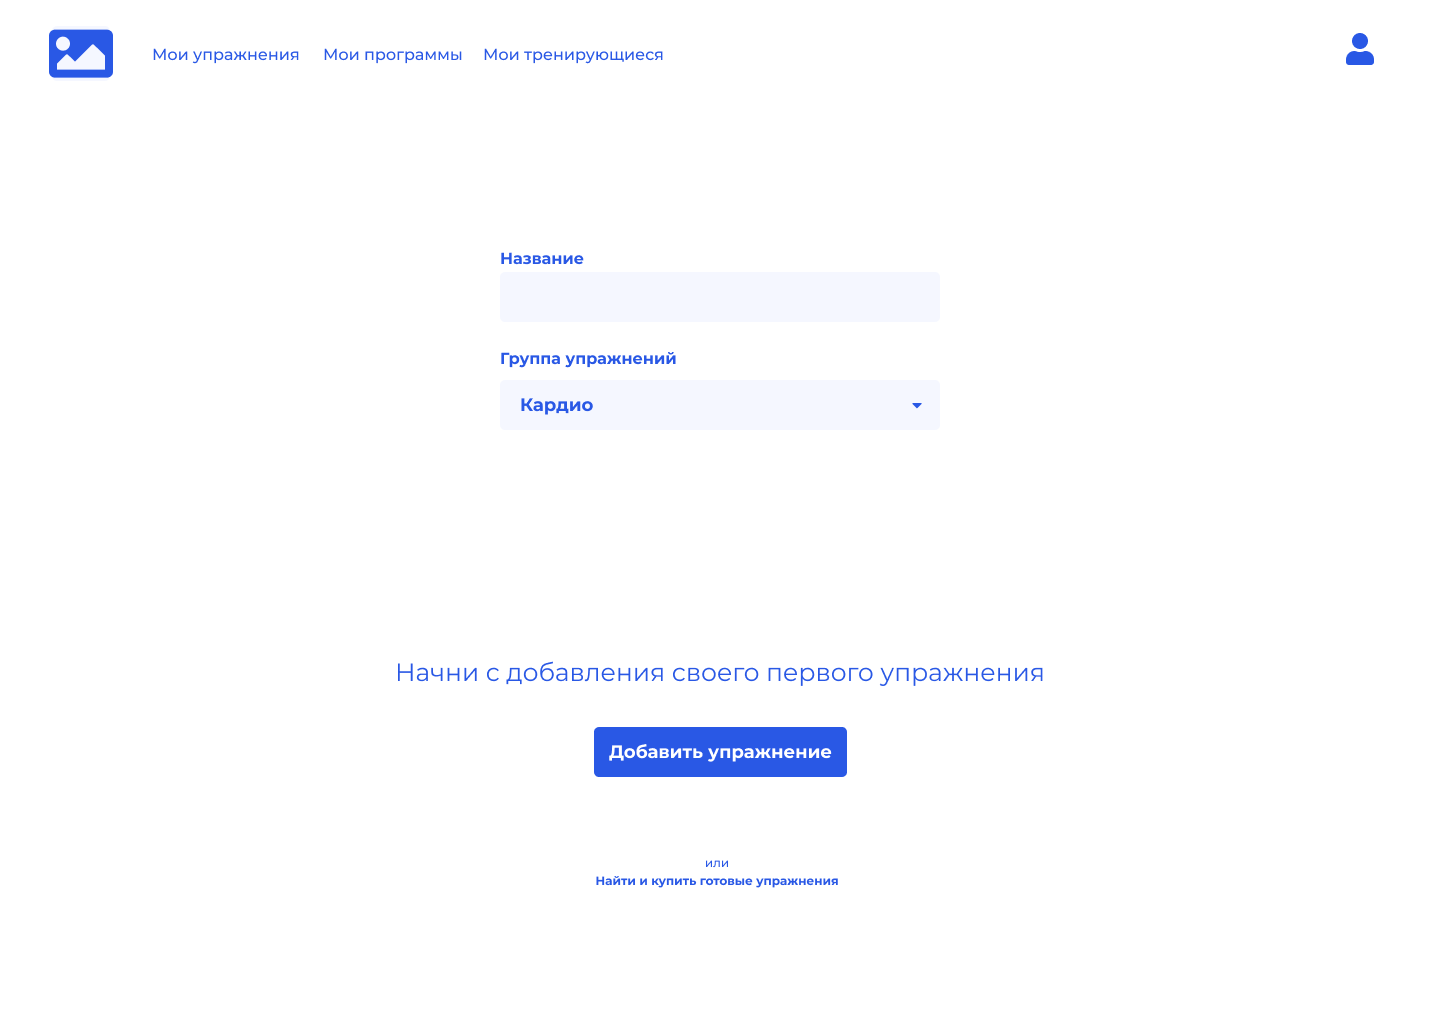 Мои упражнения Мои программы Мои тренирующиеся
Название
Группа упражнений
Кардио
Начни с добавления своего первого упражнения
Добавить упражнение
или
Найти и купить готовые упражнения